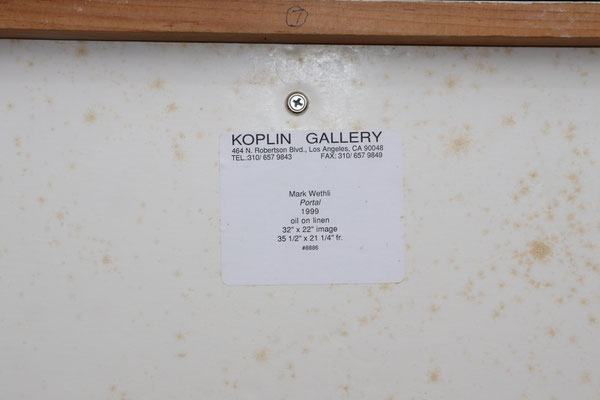 7
KOPLIN GALLERY
464 N. Robertson Blvd., Los Angeles, CA 90048
TEL.:310/ 657 9843 FAX: 310/ 657 9849
Mark Wethli
Portal
1999
oil on linen
32" x 22" image
35 1/2" x 21 1/4" fr.
#6886